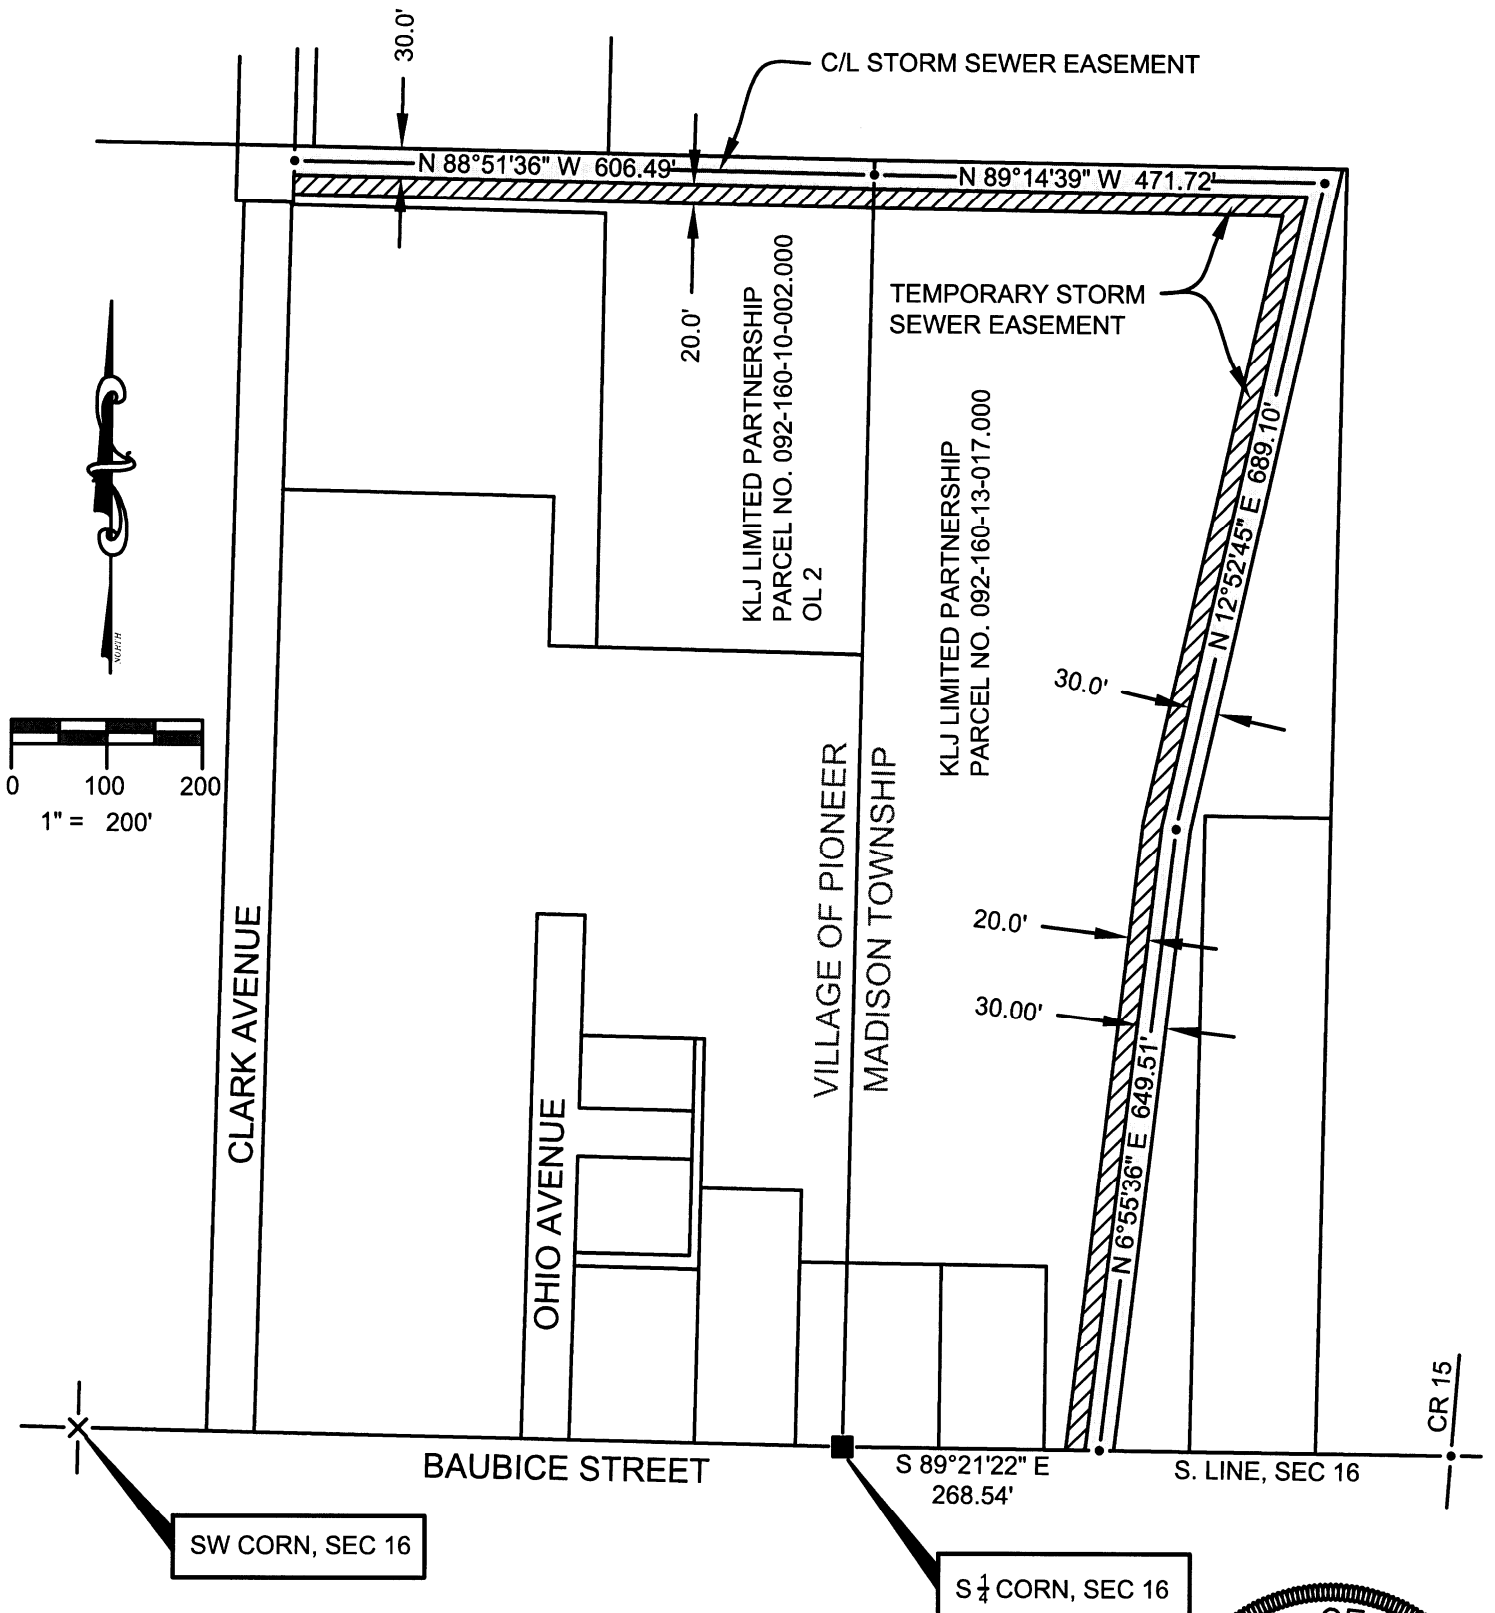 30.0'
C/L STORM SEWER EASEMENT
N 88°51'36" W 606.49'
N 89°14'39" W 471.72'
20.0'
KLJ LIMITED PARTNERSHIP
PARCEL NO. 092-160-10-002.000
OL 2
TEMPORARY STORM
SEWER EASEMENT
KLJ LIMITED PARTNERSHIP
PARCEL NO. 092-160-13-017.000
N 12°52'45" E 689.10'
NORTH
30.0'
0 100 200
1" = 200'
VILLAGE OF PIONEER
MADISON TOWNSHIP
CLARK AVENUE
20.0'
30.00'
OHIO AVENUE
N 6°55'36" E 649.51'
CR 15
BAUBICE STREET
S 89°21'22" E
268.54'
S. LINE, SEC 16
SW CORN, SEC 16
S 1/4 CORN, SEC 16